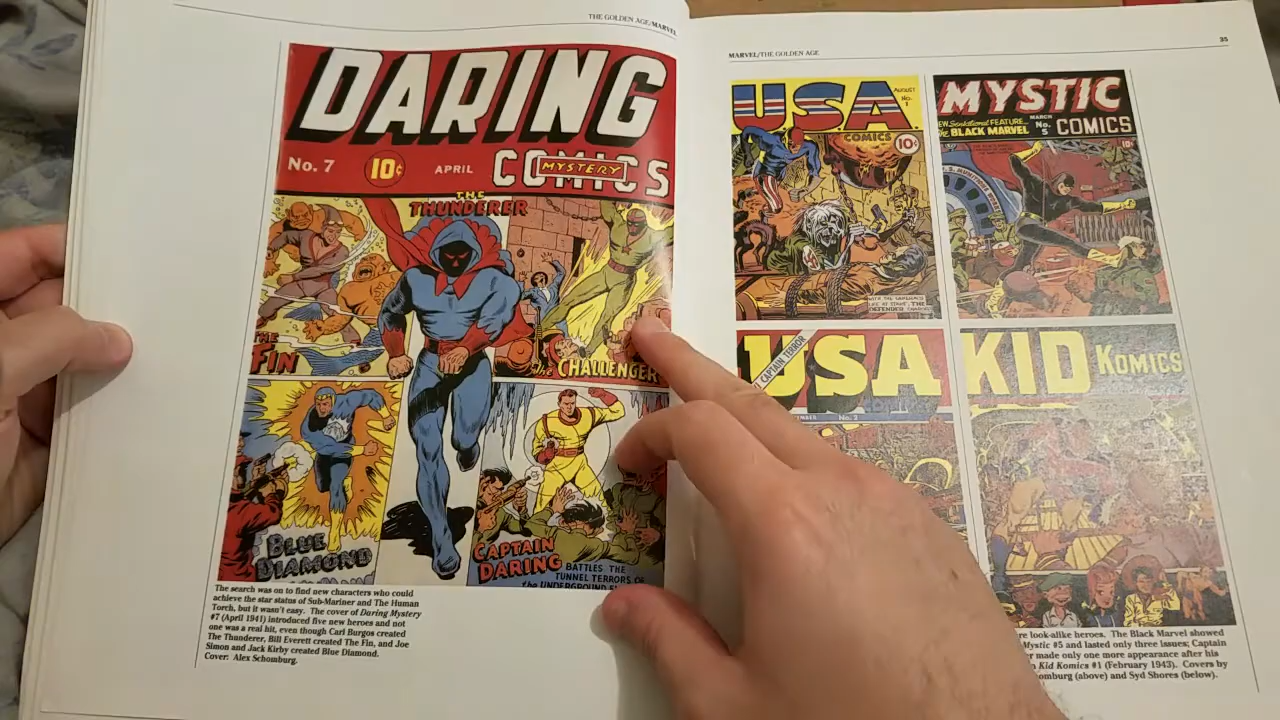 THE GOLDEN AGE/MARVEL
DARING
No. 7 10¢ APRIL COMICS
MYSTERY
THE
THUNDERER
THE
FIN
The CHALLENGER
BLUE
DIAMOND
CAPTAIN
DARING BATTLES THE
TUNNEL TERRORS OF
the UNDERGROUND
The search was on to find new characters who could
achieve the star status of Sub-Mariner and The Human
Torch, but it wasn't easy. The cover of Daring Mystery
#7 (April 1941) introduced five new heroes and not
one was a real hit, even though Carl Burgos created
The Thunderer, Bill Everett created The Fin, and Joe
Simon and Jack Kirby created Blue Diamond.
Cover: Alex Schomburg.
MARVEL/THE GOLDEN AGE
35
USA
AUGUST
No.
1
COMICS
10¢
THE
DEFENDER
MYSTIC
Sensational FEATURE
BLACK MARVEL
MARCH
No.
5
COMICS
10¢
CAPTAIN TERROR
USA
No. 2
KID KOMICS
look-alike heroes. The Black Marvel showed
Mystic #5 and lasted only three issues; Captain
made only one more appearance after his
Kid Komics #1 (February 1943). Covers by
(above) and Syd Shores (below).